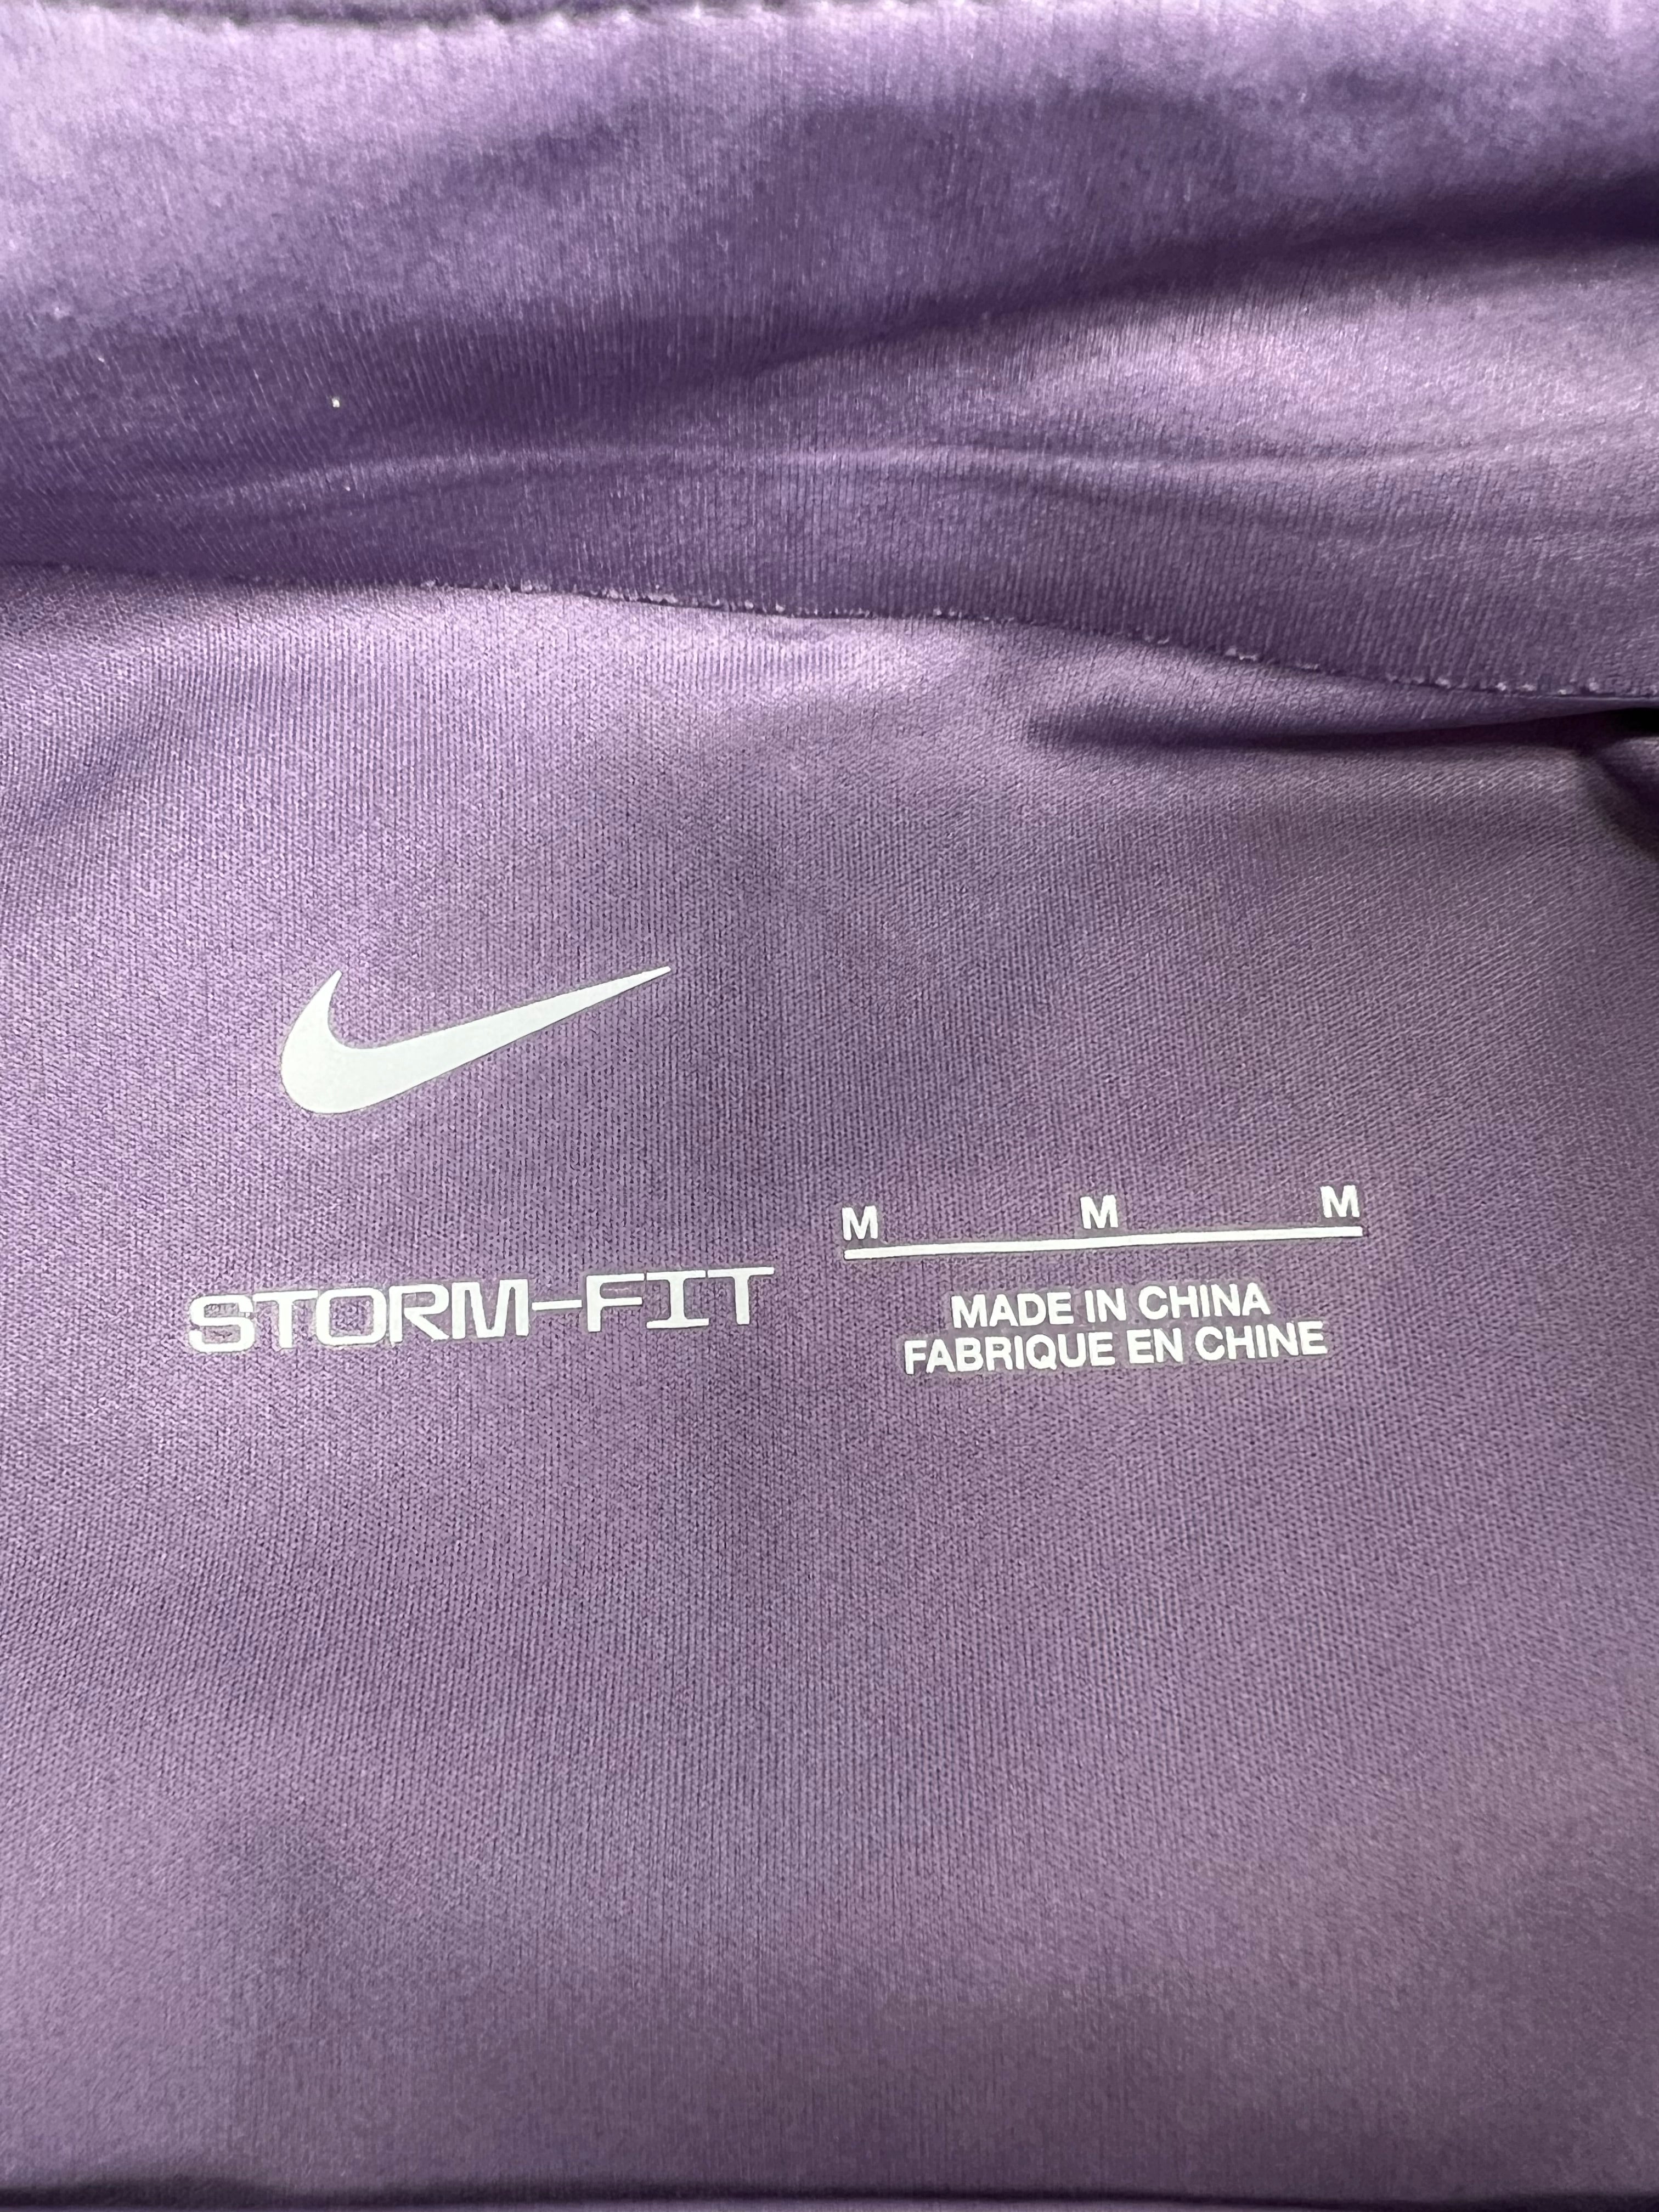 STORM-FIT
M M M
MADE IN CHINA
FABRIQUE EN CHINE